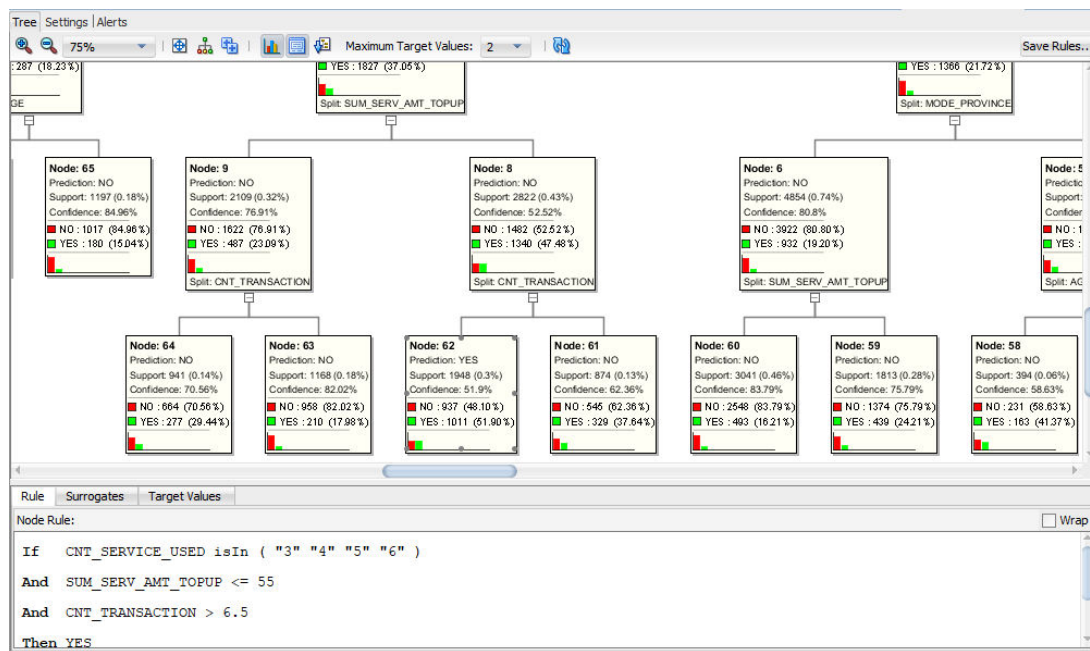 Tree Settings Alerts
75% Maximum Target Values: 2 Save Rules...
: 287 (18.23%)
GE
YES : 1827 (37.05%)
Split: SUM_SERV_AMT_TOPUP
YES : 1366 (21.72%)
Split: MODE_PROVINCE
Node: 65
Prediction: NO
Support: 1197 (0.18%)
Confidence: 84.96%
NO : 1017 (84.96%)
YES : 180 (15.04%)
Node: 9
Prediction: NO
Support: 2109 (0.32%)
Confidence: 76.91%
NO : 1622 (76.91%)
YES : 487 (23.09%)
Split: CNT_TRANSACTION
Node: 8
Prediction: NO
Support: 2822 (0.43%)
Confidence: 52.52%
NO : 1482 (52.52%)
YES : 1340 (47.48%)
Split: CNT_TRANSACTION
Node: 6
Prediction: NO
Support: 4854 (0.74%)
Confidence: 80.8%
NO : 3922 (80.80%)
YES : 932 (19.20%)
Split: SUM_SERV_AMT_TOPUP
Node:
Support:
NO : 1
YES :
Split: AG
Node: 64
Prediction: NO
Support: 941 (0.14%)
Confidence: 70.56%
NO : 664 (70.56%)
YES : 277 (29.44%)
Node: 63
Prediction: NO
Support: 1168 (0.18%)
Confidence: 82.02%
NO : 958 (82.02%)
YES : 210 (17.98%)
Node: 62
Prediction: YES
Support: 1948 (0.3%)
Confidence: 51.9%
NO : 937 (48.10%)
YES : 1011 (51.90%)
Node: 61
Prediction: NO
Support: 874 (0.13%)
Confidence: 62.36%
NO : 545 (62.36%)
YES : 329 (37.64%)
Node: 60
Prediction: NO
Support: 3041 (0.46%)
Confidence: 83.79%
NO : 2548 (83.79%)
YES : 493 (16.21%)
Node: 59
Prediction: NO
Support: 1813 (0.28%)
Confidence: 75.79%
NO : 1374 (75.79%)
YES : 439 (24.21%)
Node: 58
Prediction: NO
Support: 394 (0.06%)
Confidence: 58.63%
NO : 231 (58.63%)
YES : 163 (41.37%)
Rule Surrogates Target Values
Node Rule: Wrap
If CNT_SERVICE_USED isIn ( "3" "4" "5" "6" )
And SUM_SERV_AMT_TOPUP <= 55
And CNT_TRANSACTION > 6.5
Then YES